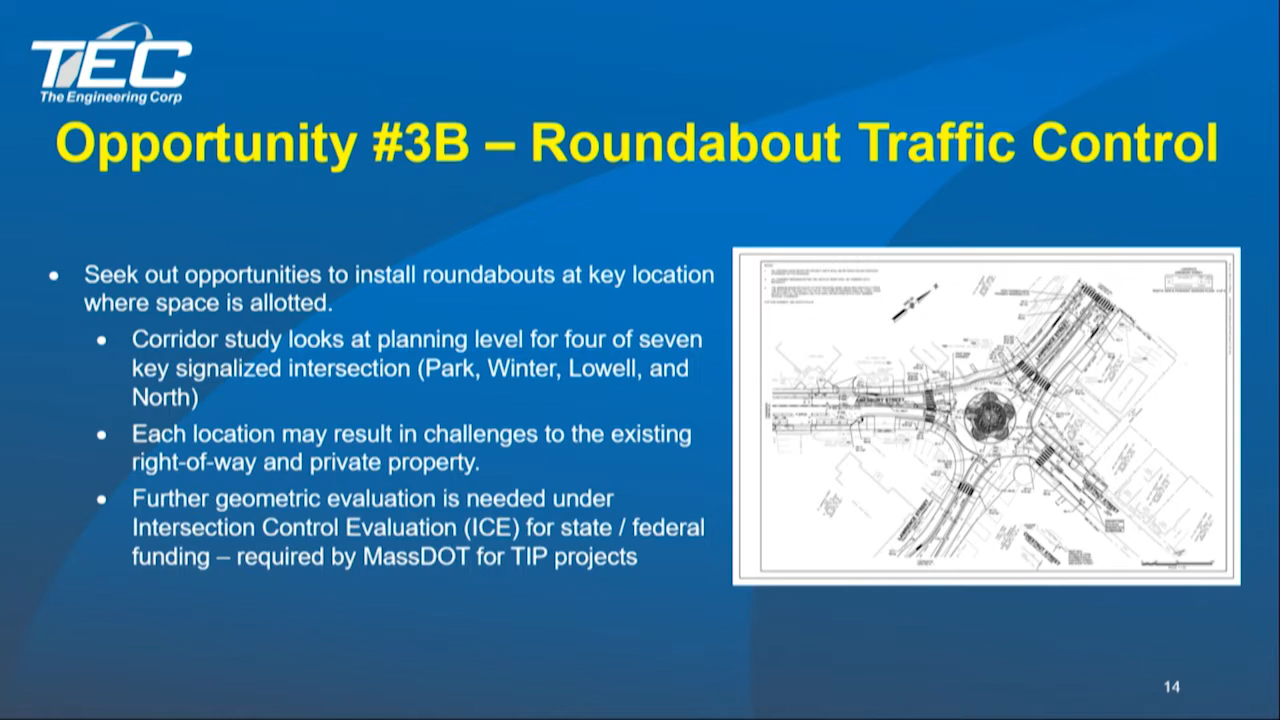 TEC
The Engineering Corp
Opportunity #3B – Roundabout Traffic Control
• Seek out opportunities to install roundabouts at key location
where space is allotted.
• Corridor study looks at planning level for four of seven
key signalized intersection (Park, Winter, Lowell, and
North)
• Each location may result in challenges to the existing
right-of-way and private property.
• Further geometric evaluation is needed under
Intersection Control Evaluation (ICE) for state / federal
funding – required by MassDOT for TIP projects
AMESBURY STREET
14